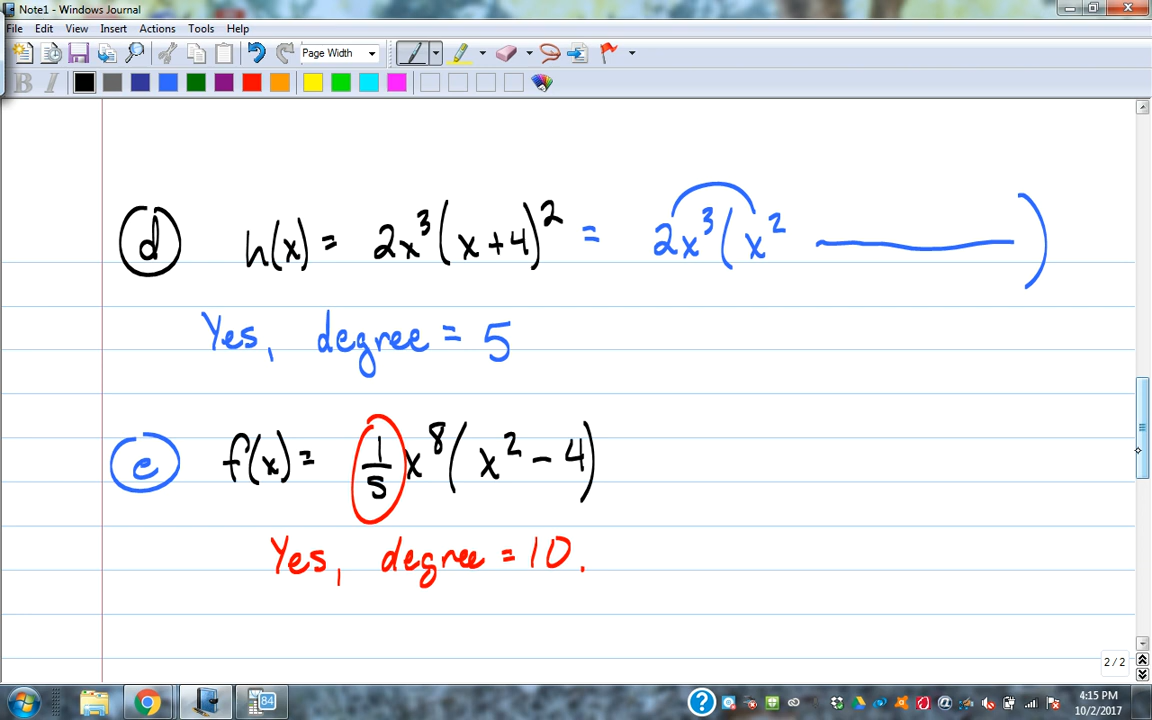 Note1 - Windows Journal
File Edit View Insert Actions Tools Help
Page Width
B I
d h(x) = 2x³(x+4)² = 2x³(x² ———)
Yes, degree = 5
e f(x) = 1/5 x⁸(x² - 4)
Yes, degree = 10.
2 / 2
84
4:15 PM
10/2/2017